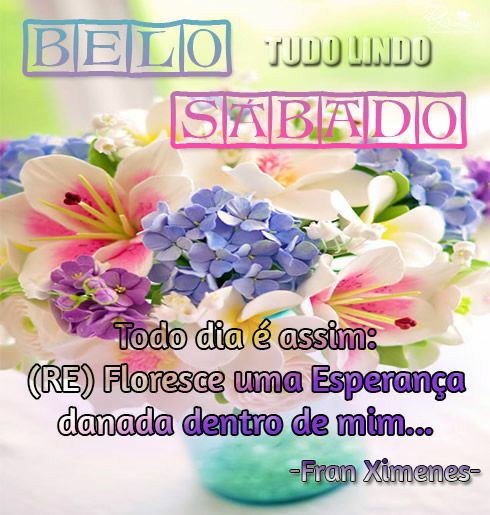 BELO TUDO LINDO
SÁBADO
Todo dia é assim:
(RE) Floresce uma Esperança
danada dentro de mim...
-Fran Ximenes-